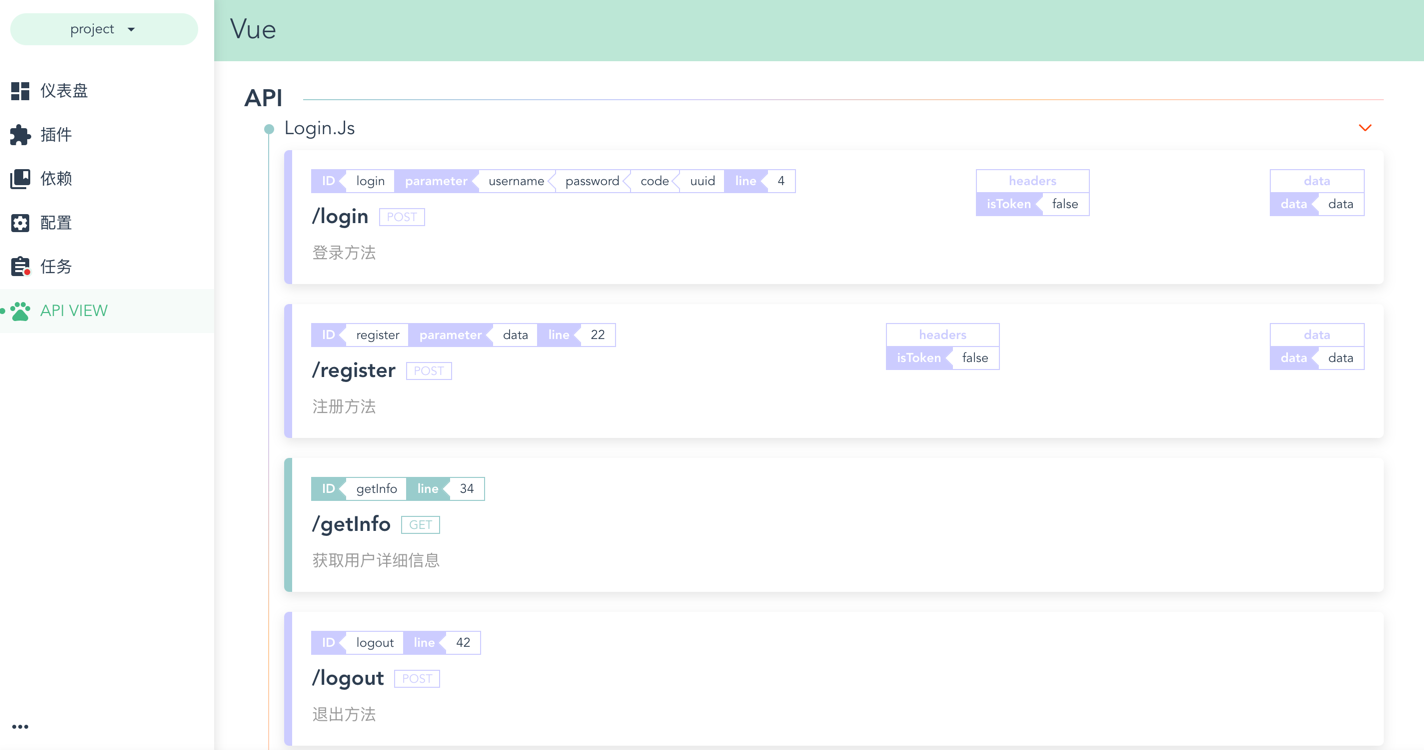 project
Vue
仪表盘
插件
依赖
配置
任务
API VIEW
API
Login.Js
ID login parameter username password code uuid line 4
headers
isToken false
data
data data
/login POST
登录方法
ID register parameter data line 22
headers
isToken false
data
data data
/register POST
注册方法
ID getInfo line 34
/getInfo GET
获取用户详细信息
ID logout line 42
/logout POST
退出方法